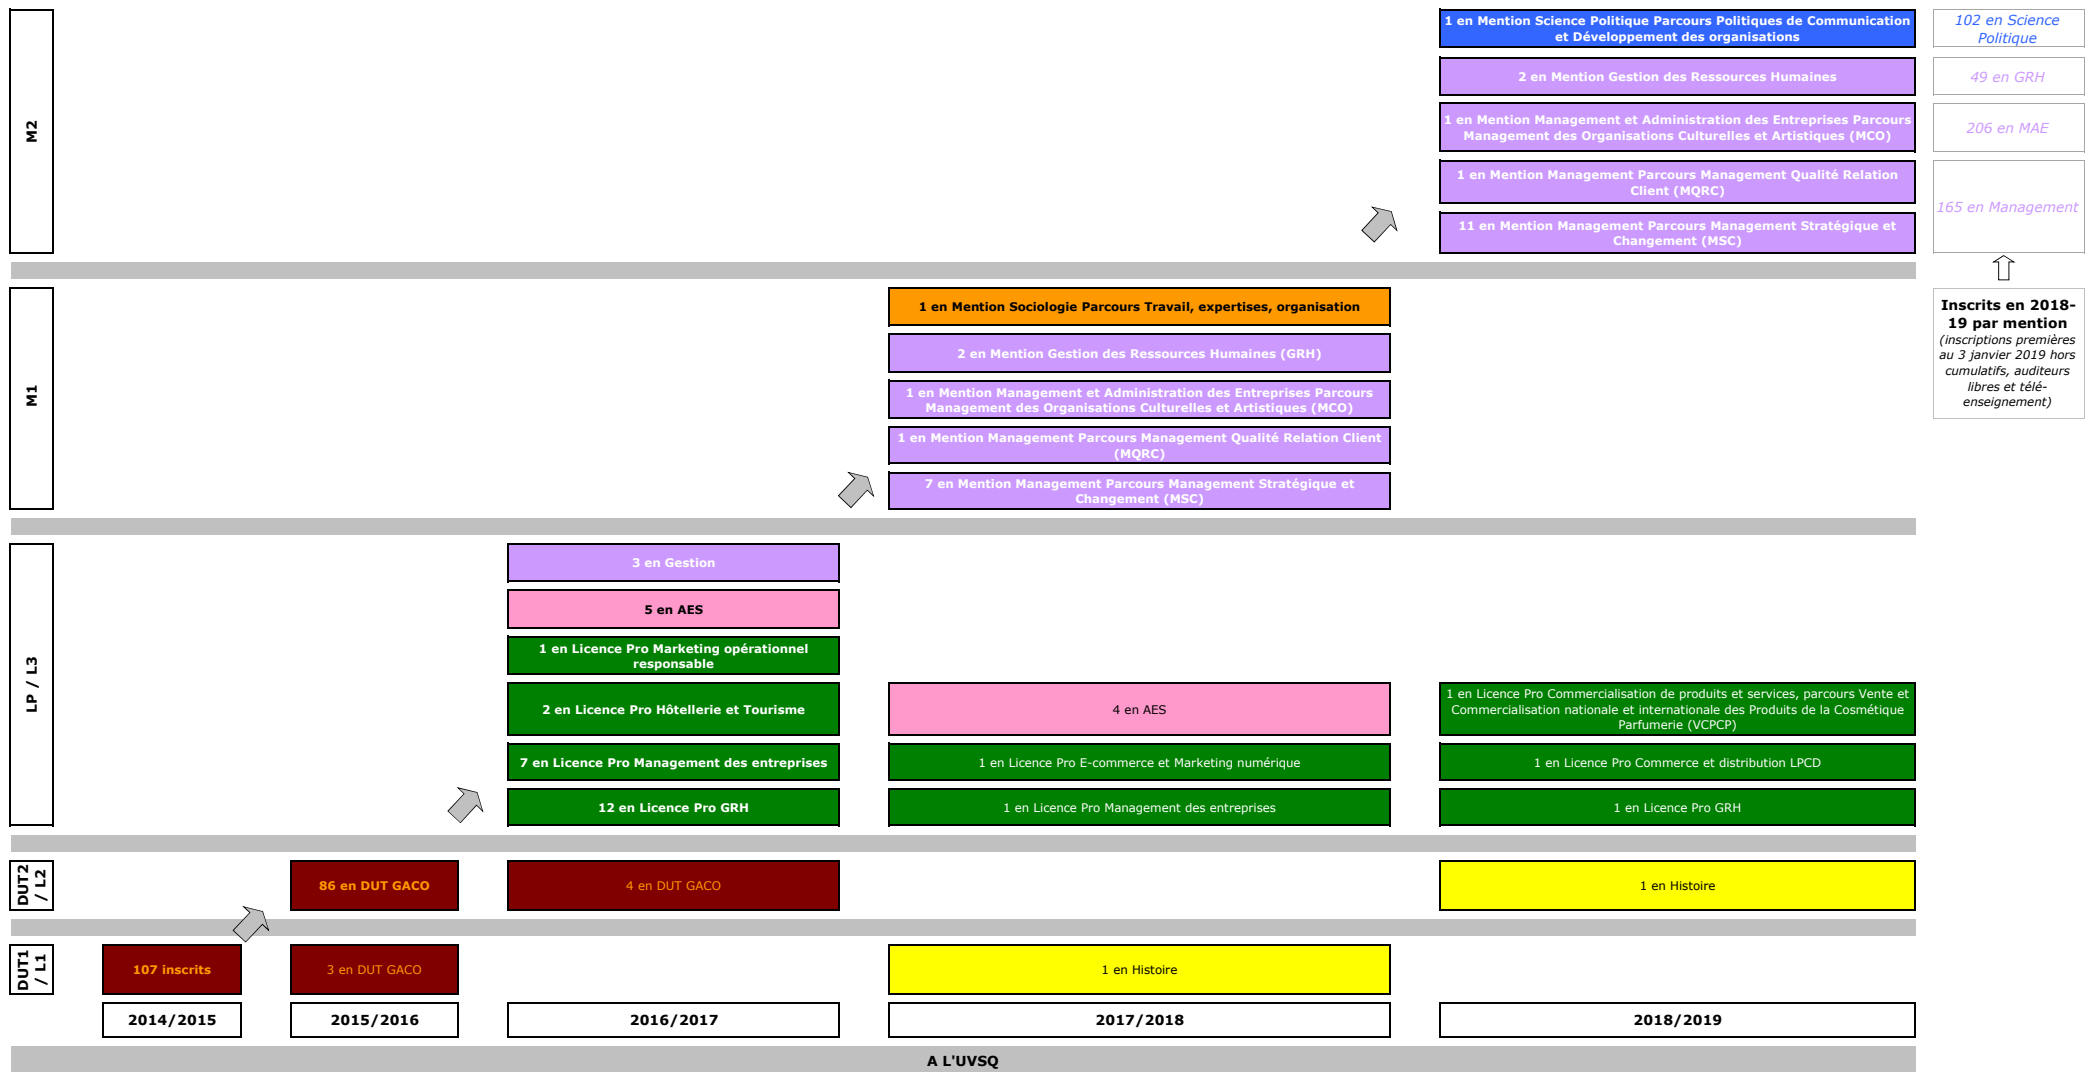 M2
1 en Mention Science Politique Parcours Politiques de Communication
et Développement des organisations
102 en Science
Politique
2 en Mention Gestion des Ressources Humaines
49 en GRH
1 en Mention Management et Administration des Entreprises Parcours
Management des Organisations Culturelles et Artistiques (MCO)
206 en MAE
1 en Mention Management Parcours Management Qualité Relation
Client (MQRC)
165 en Management
11 en Mention Management Parcours Management Stratégique et
Changement (MSC)
M1
1 en Mention Sociologie Parcours Travail, expertises, organisation
2 en Mention Gestion des Ressources Humaines (GRH)
1 en Mention Management et Administration des Entreprises Parcours
Management des Organisations Culturelles et Artistiques (MCO)
1 en Mention Management Parcours Management Qualité Relation Client
(MQRC)
7 en Mention Management Parcours Management Stratégique et
Changement (MSC)
Inscrits en 2018-
19 par mention
(inscriptions premières
au 3 janvier 2019 hors
cumulatifs, auditeurs
libres et télé-
enseignement)
LP / L3
3 en Gestion
5 en AES
1 en Licence Pro Marketing opérationnel
responsable
2 en Licence Pro Hôtellerie et Tourisme
4 en AES
1 en Licence Pro Commercialisation de produits et services, parcours Vente et
Commercialisation nationale et internationale des Produits de la Cosmétique
Parfumerie (VCPCP)
7 en Licence Pro Management des entreprises
1 en Licence Pro E-commerce et Marketing numérique
1 en Licence Pro Commerce et distribution LPCD
12 en Licence Pro GRH
1 en Licence Pro Management des entreprises
1 en Licence Pro GRH
DUT2
/ L2
86 en DUT GACO
4 en DUT GACO
1 en Histoire
DUT1
/ L1
107 inscrits
3 en DUT GACO
1 en Histoire
2014/2015
2015/2016
2016/2017
2017/2018
2018/2019
A L'UVSQ